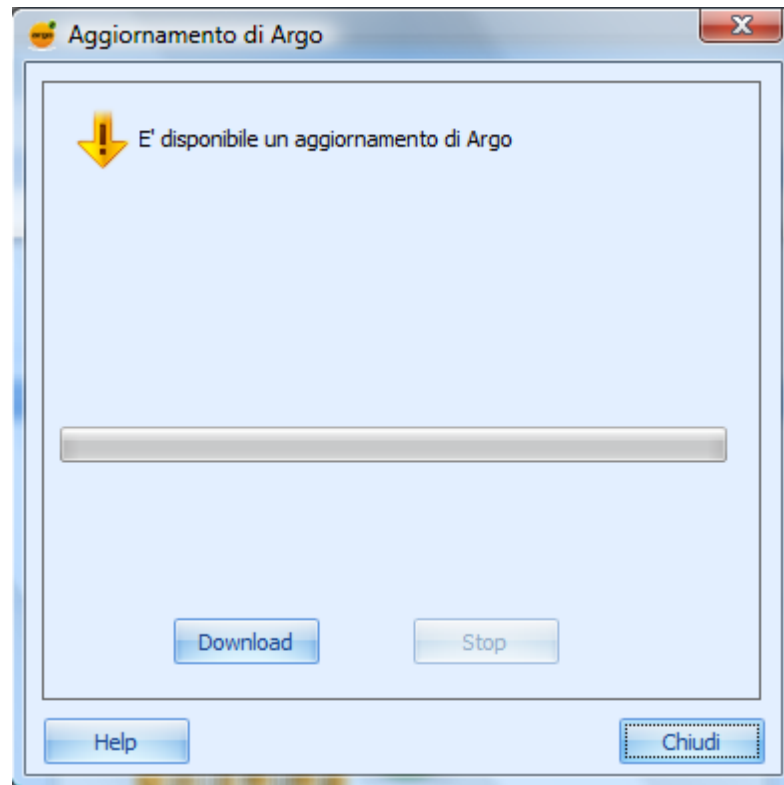 Aggiornamento di Argo
E' disponibile un aggiornamento di Argo
Download
Stop
Help
Chiudi